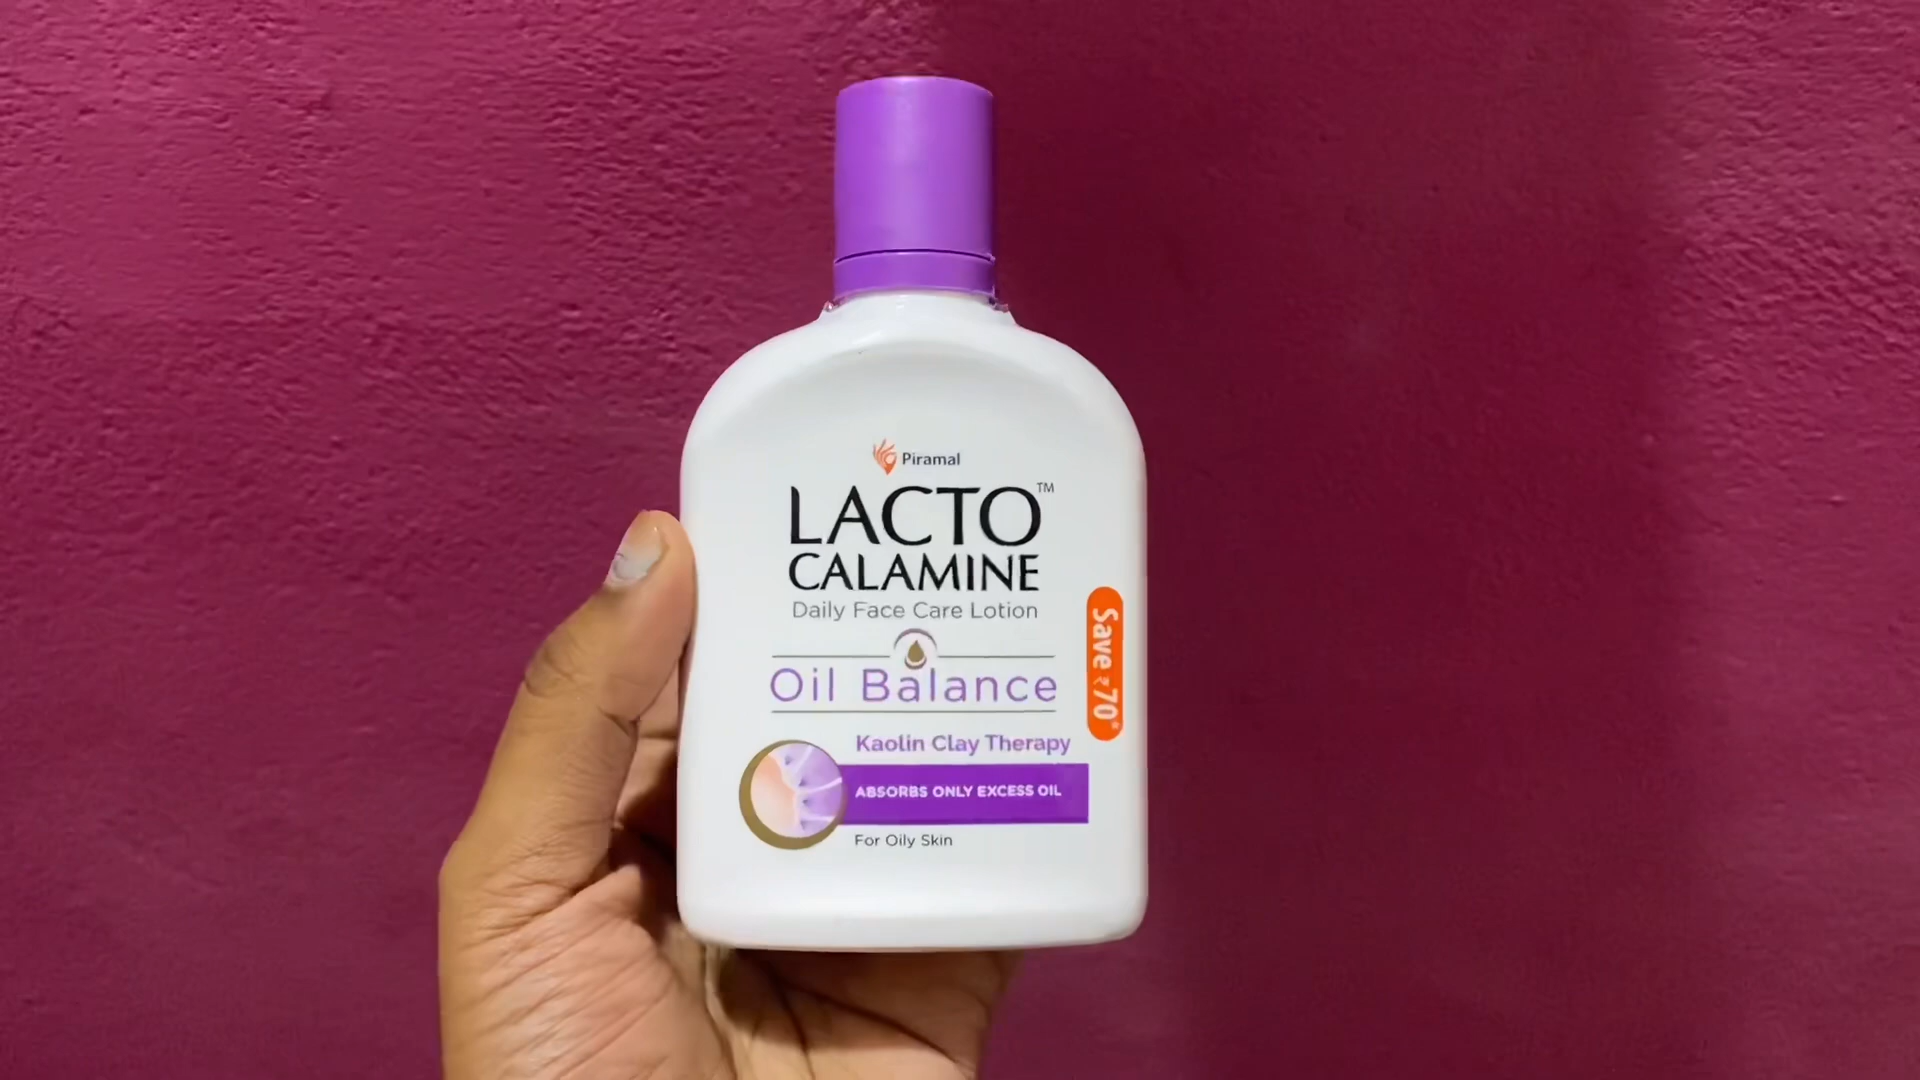 Piramal
LACTO™
CALAMINE
Daily Face Care Lotion
Oil Balance
Kaolin Clay Therapy
ABSORBS ONLY EXCESS OIL
For Oily Skin
Save ₹70*